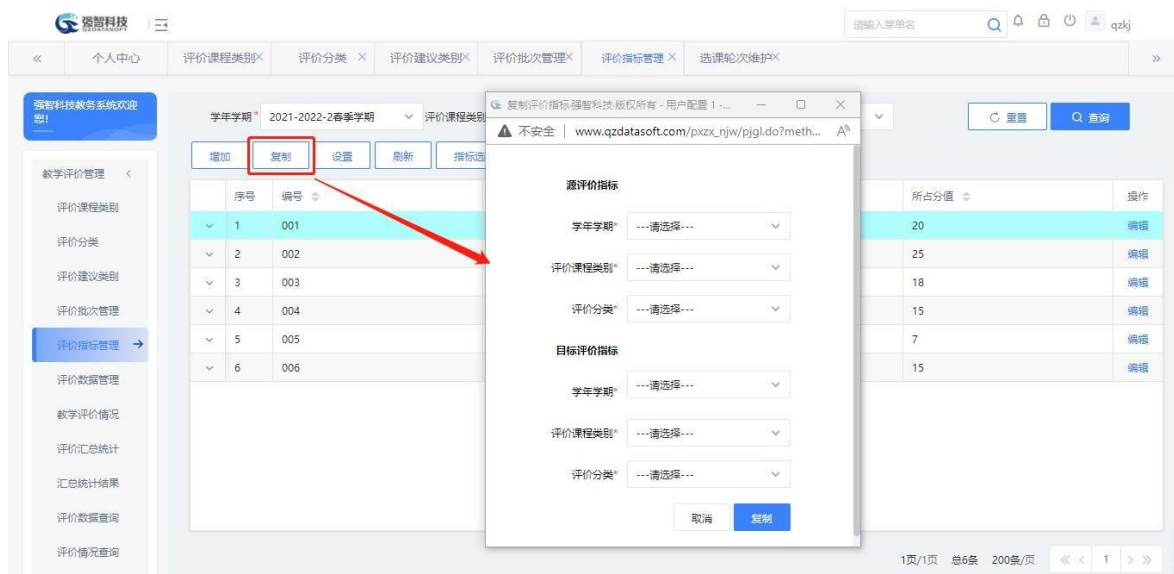 强智科技
QZDATASOFT
请输入菜单名
qzkj
个人中心 评价课程类别 评价分类 评价建议类别 评价批次管理 评价指标管理 选课轮次维护
强智科技教务系统欢迎
您!
教学评价管理
评价课程类别
评价分类
评价建议类别
评价批次管理
评价指标管理
评价数据管理
教学评价情况
评价汇总统计
汇总统计结果
评价数据查询
评价情况查询
学年学期* 2021-2022-2春季学期 评价课程类别
重置 查询
增加 复制 设置 刷新 指标选
序号 编号 所占分值 操作
1 001 20 编辑
2 002 25 编辑
3 003 18 编辑
4 004 15 编辑
5 005 7 编辑
6 006 15 编辑
复制评价指标-强智科技-版权所有 - 用户配置 1 - ...
不安全 | www.qzdatasoft.com/pxzx_njw/pjgl.do?meth...
源评价指标
学年学期* ---请选择---
评价课程类别* ---请选择---
评价分类* ---请选择---
目标评价指标
学年学期* ---请选择---
评价课程类别* ---请选择---
评价分类* ---请选择---
取消 复制
1页/1页 总6条 200条/页 1